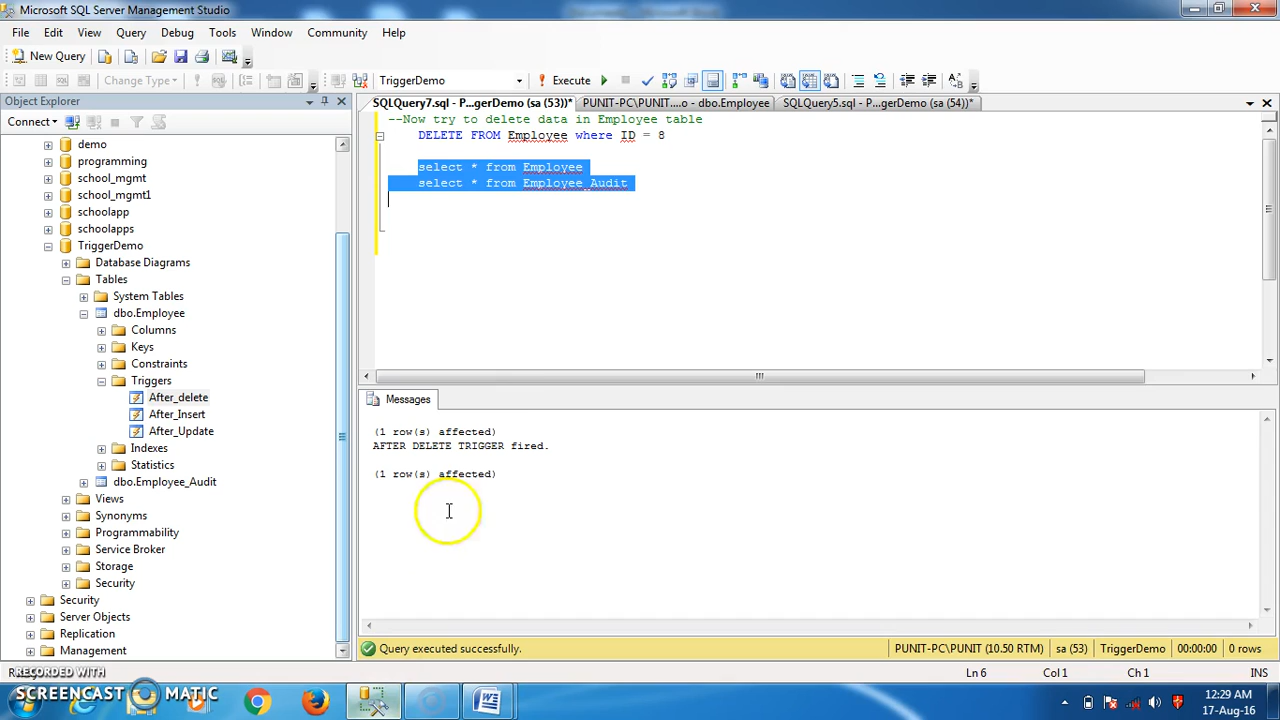 Microsoft SQL Server Management Studio
File Edit View Query Debug Tools Window Community Help
New Query
Change Type TriggerDemo Execute
Object Explorer
SQLQuery7.sql - P...gerDemo (sa (53))* PUNIT-PC\PUNIT....o - dbo.Employee SQLQuery5.sql - P...gerDemo (sa (54))*
Connect
--Now try to delete data in Employee table
DELETE FROM Employee where ID = 8
select * from Employee
select * from Employee_Audit
demo
programming
school_mgmt
school_mgmt1
schoolapp
schoolapps
TriggerDemo
Database Diagrams
Tables
System Tables
dbo.Employee
Columns
Keys
Constraints
Triggers
After_delete
After_Insert
After_Update
Indexes
Statistics
dbo.Employee_Audit
Views
Synonyms
Programmability
Service Broker
Storage
Security
Security
Server Objects
Replication
Management
Messages
(1 row(s) affected)
AFTER DELETE TRIGGER fired.
(1 row(s) affected)
Query executed successfully. PUNIT-PC\PUNIT (10.50 RTM) sa (53) TriggerDemo 00:00:00 0 rows
Ln 6 Col 1 Ch 1 INS
RECORDED WITH
SCREENCAST MATIC
12:29 AM
17-Aug-16